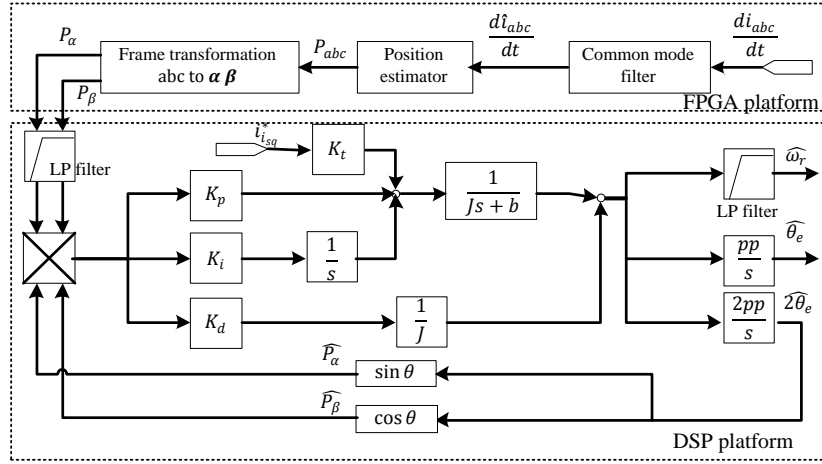 P_α
Frame transformation
abc to α β
P_abc
Position
estimator
dî_abc/dt
Common mode
filter
di_abc/dt
P_β
FPGA platform
i*_{i_sq}
K_t
LP filter
K_p
1/(Js + b)
LP filter
ω̂_r
K_i
1/s
pp/s
θ̂_e
K_d
1/J
2pp/s
2θ̂_e
P̂_α
sin θ
P̂_β
cos θ
DSP platform